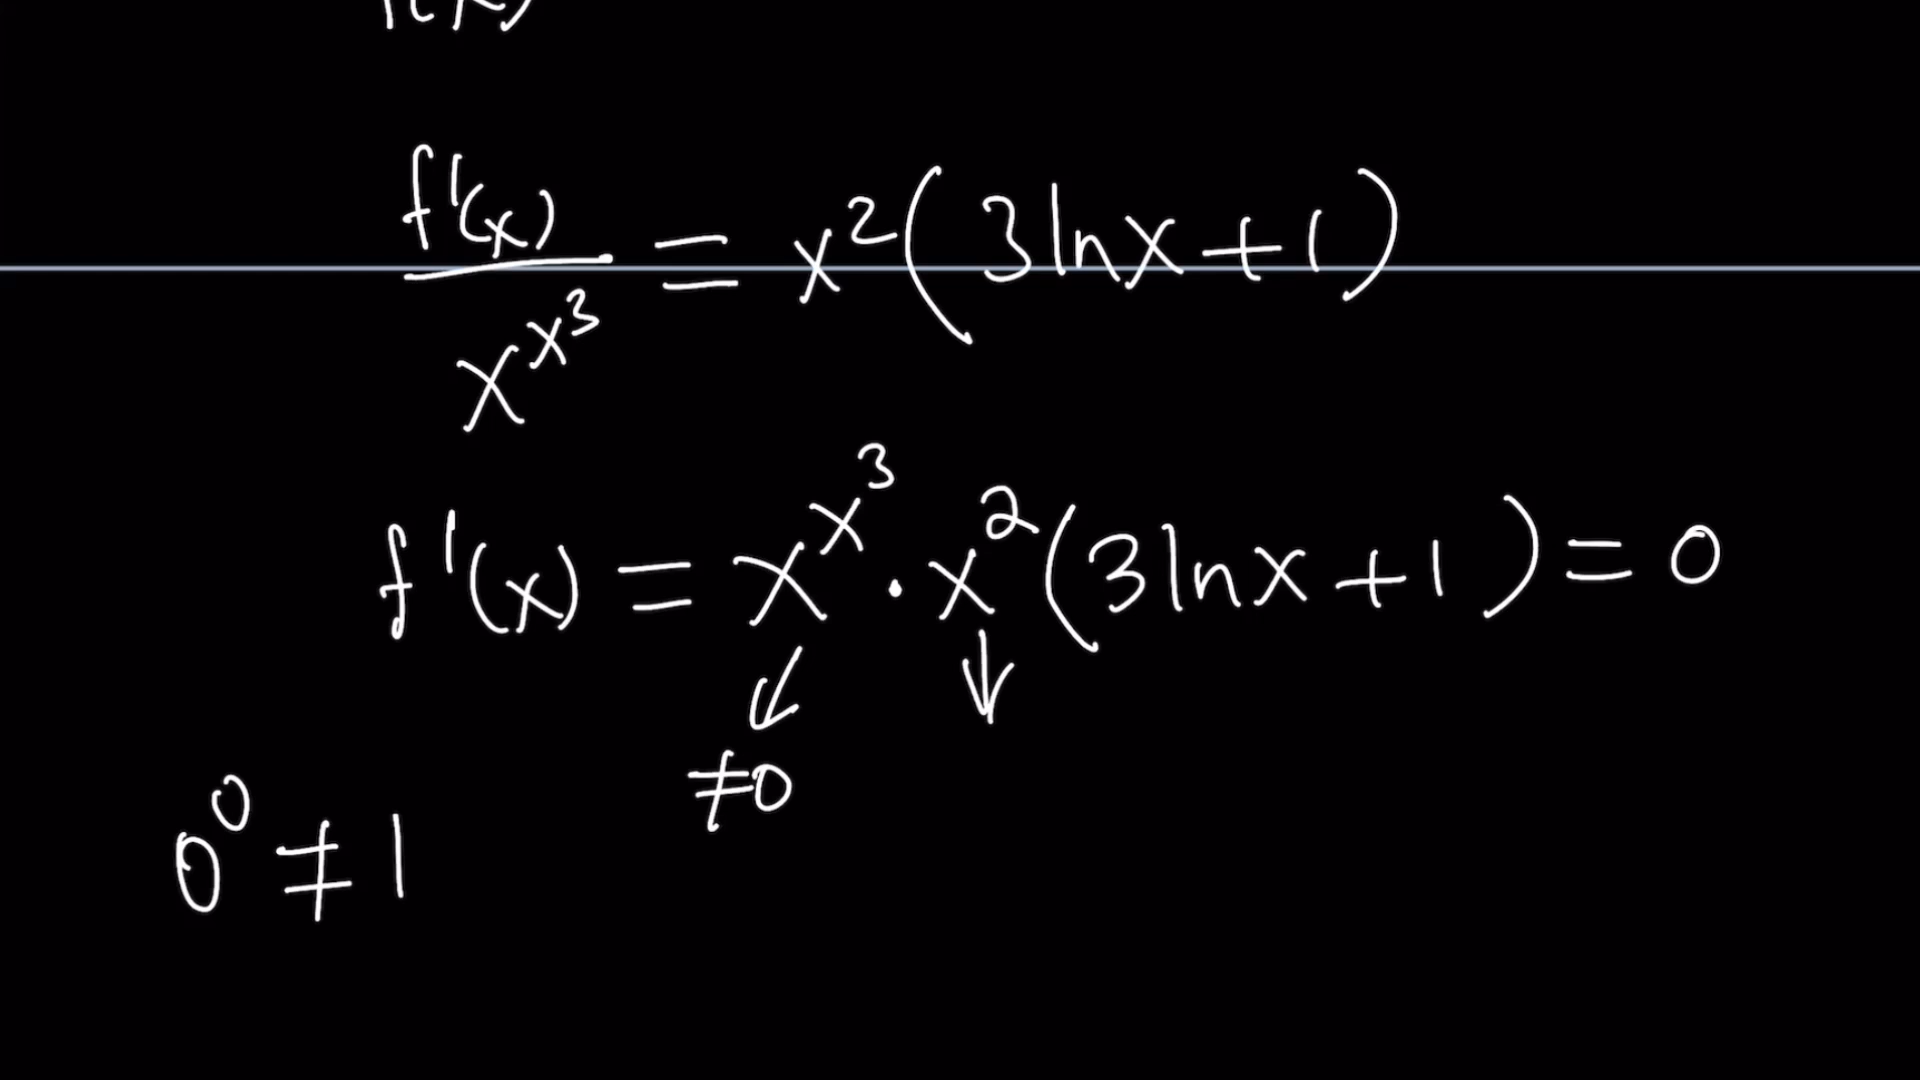 f'(x) / x^x^3 = x^2(3lnx+1)
f'(x) = x^x^3 · x^2(3lnx+1) = 0
↙ ↓
≠0
0^0 ≠ 1